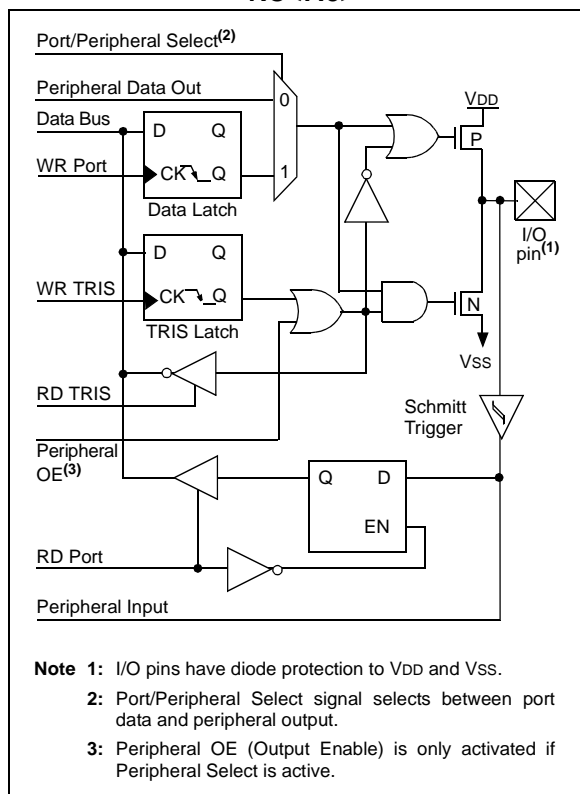 Port/Peripheral Select(2)
Peripheral Data Out
Data Bus
WR Port
D Q
CK Q
Data Latch
0
1
VDD
P
I/O
pin(1)
D Q
CK Q
TRIS Latch
WR TRIS
N
VSS
RD TRIS
Schmitt
Trigger
Peripheral
OE(3)
Q D
EN
RD Port
Peripheral Input
Note 1: I/O pins have diode protection to VDD and VSS.
2: Port/Peripheral Select signal selects between port
data and peripheral output.
3: Peripheral OE (Output Enable) is only activated if
Peripheral Select is active.